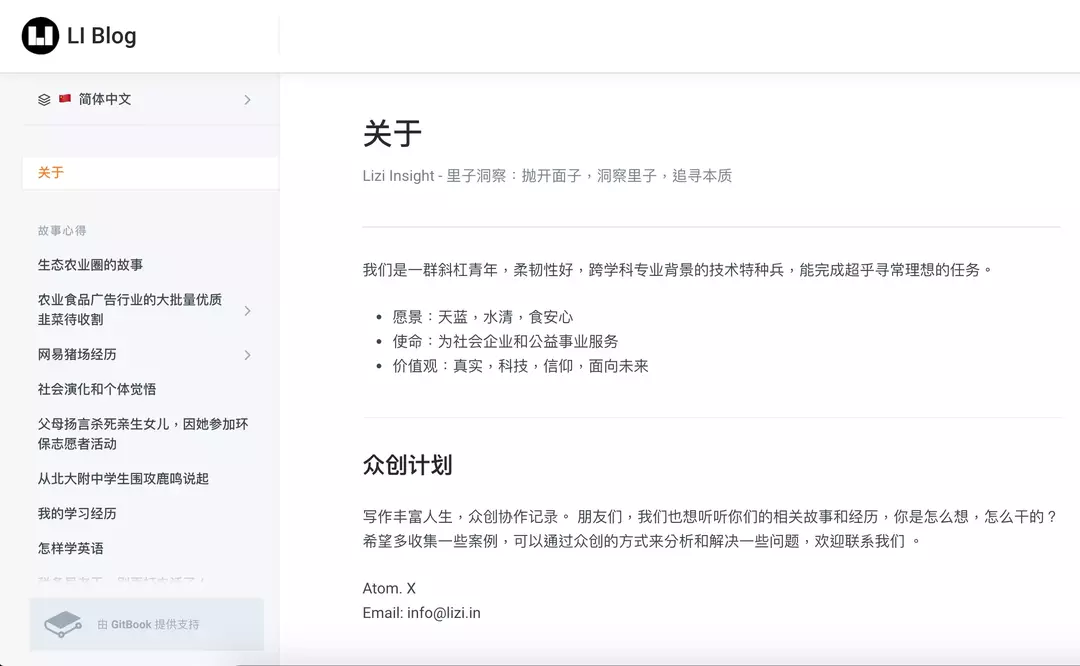 LI Blog
简体中文
关于
故事心得
生态农业圈的故事
农业食品广告行业的大批量优质
韭菜待收割
网易猪场经历
社会演化和个体觉悟
父母扬言杀死亲生女儿，因她参加环
保志愿者活动
从北大附中学生围攻鹿鸣说起
我的学习经历
怎样学英语
由 GitBook 提供支持
关于
Lizi Insight - 里子洞察：抛开面子，洞察里子，追寻本质
我们是一群斜杠青年，柔韧性好，跨学科专业背景的技术特种兵，能完成超乎寻常理想的任务。
• 愿景：天蓝，水清，食安心
• 使命：为社会企业和公益事业服务
• 价值观：真实，科技，信仰，面向未来
众创计划
写作丰富人生，众创协作记录。 朋友们，我们也想听听你们的相关故事和经历，你是怎么想，怎么干的？
希望多收集一些案例，可以通过众创的方式来分析和解决一些问题，欢迎联系我们 。
Atom. X
Email: info@lizi.in